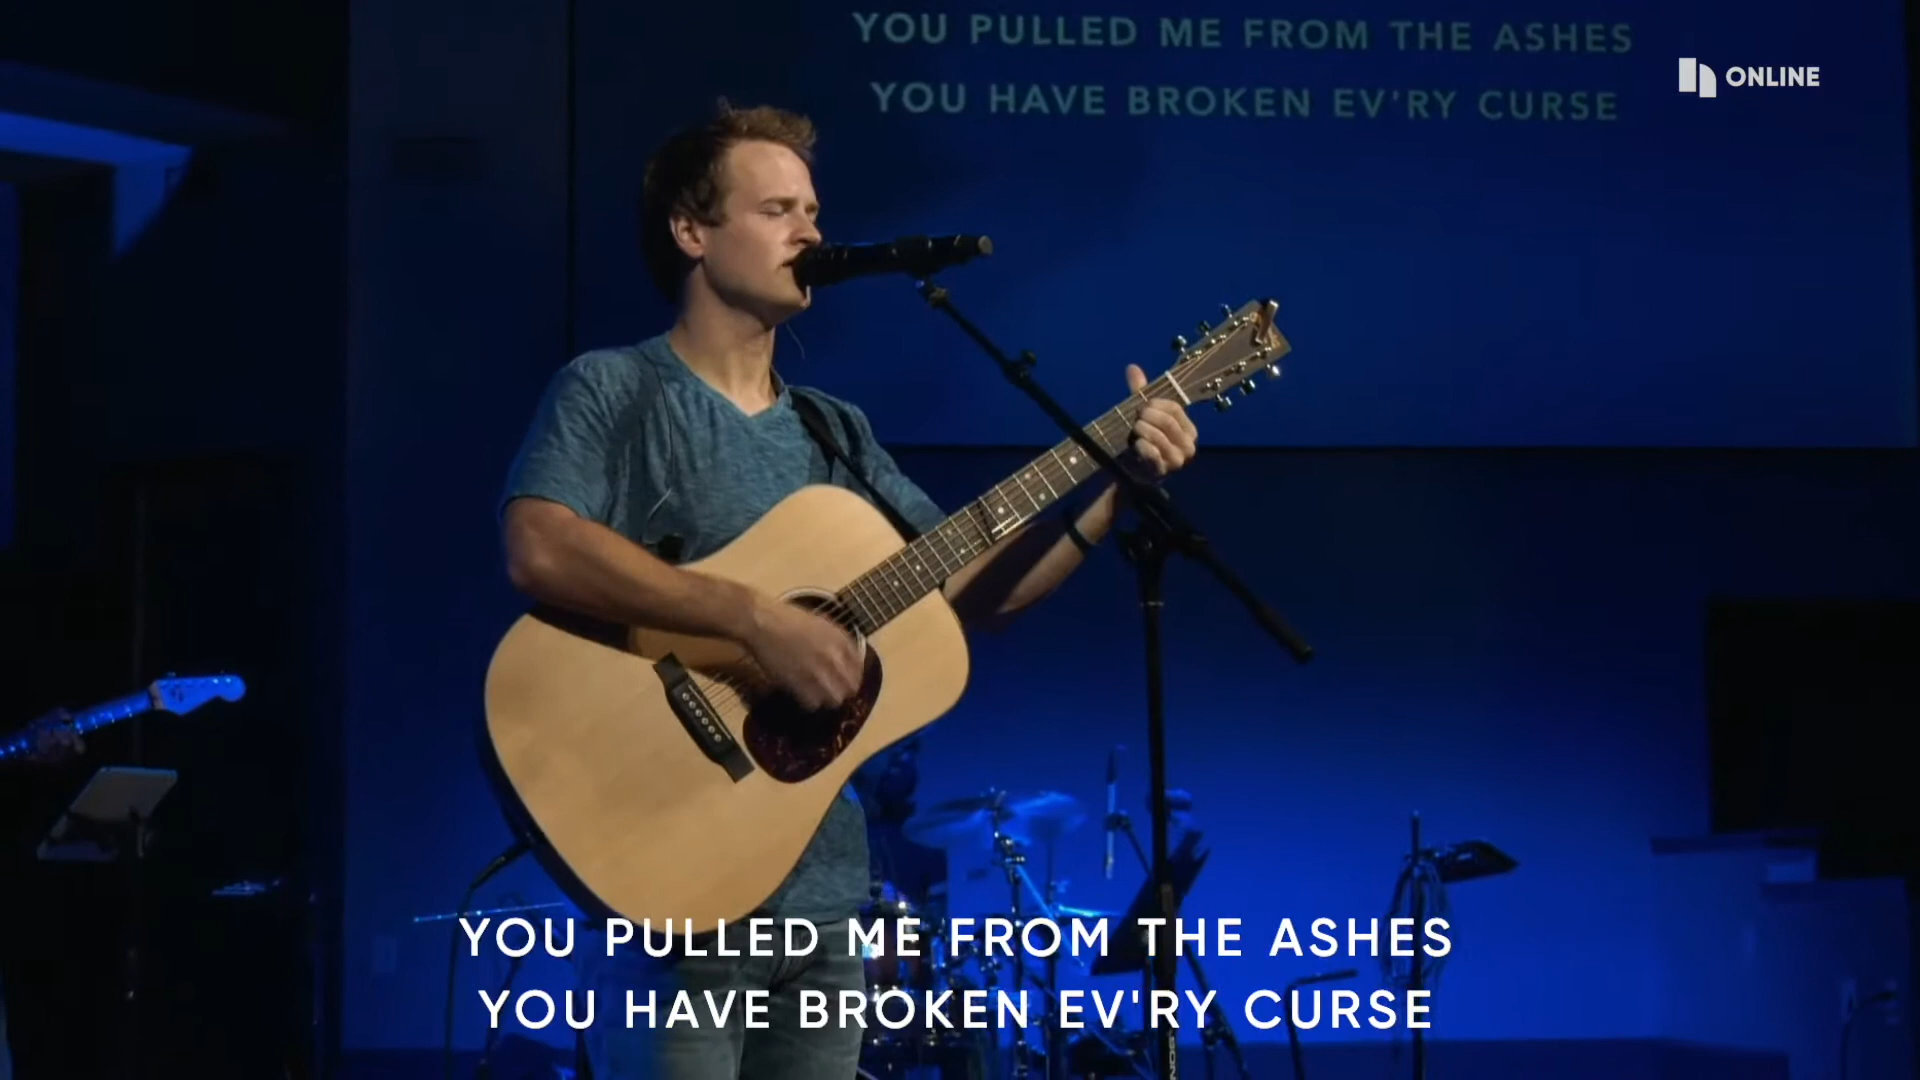 YOU PULLED ME FROM THE ASHES
YOU HAVE BROKEN EV'RY CURSE
ONLINE
YOU PULLED ME FROM THE ASHES
YOU HAVE BROKEN EV'RY CURSE